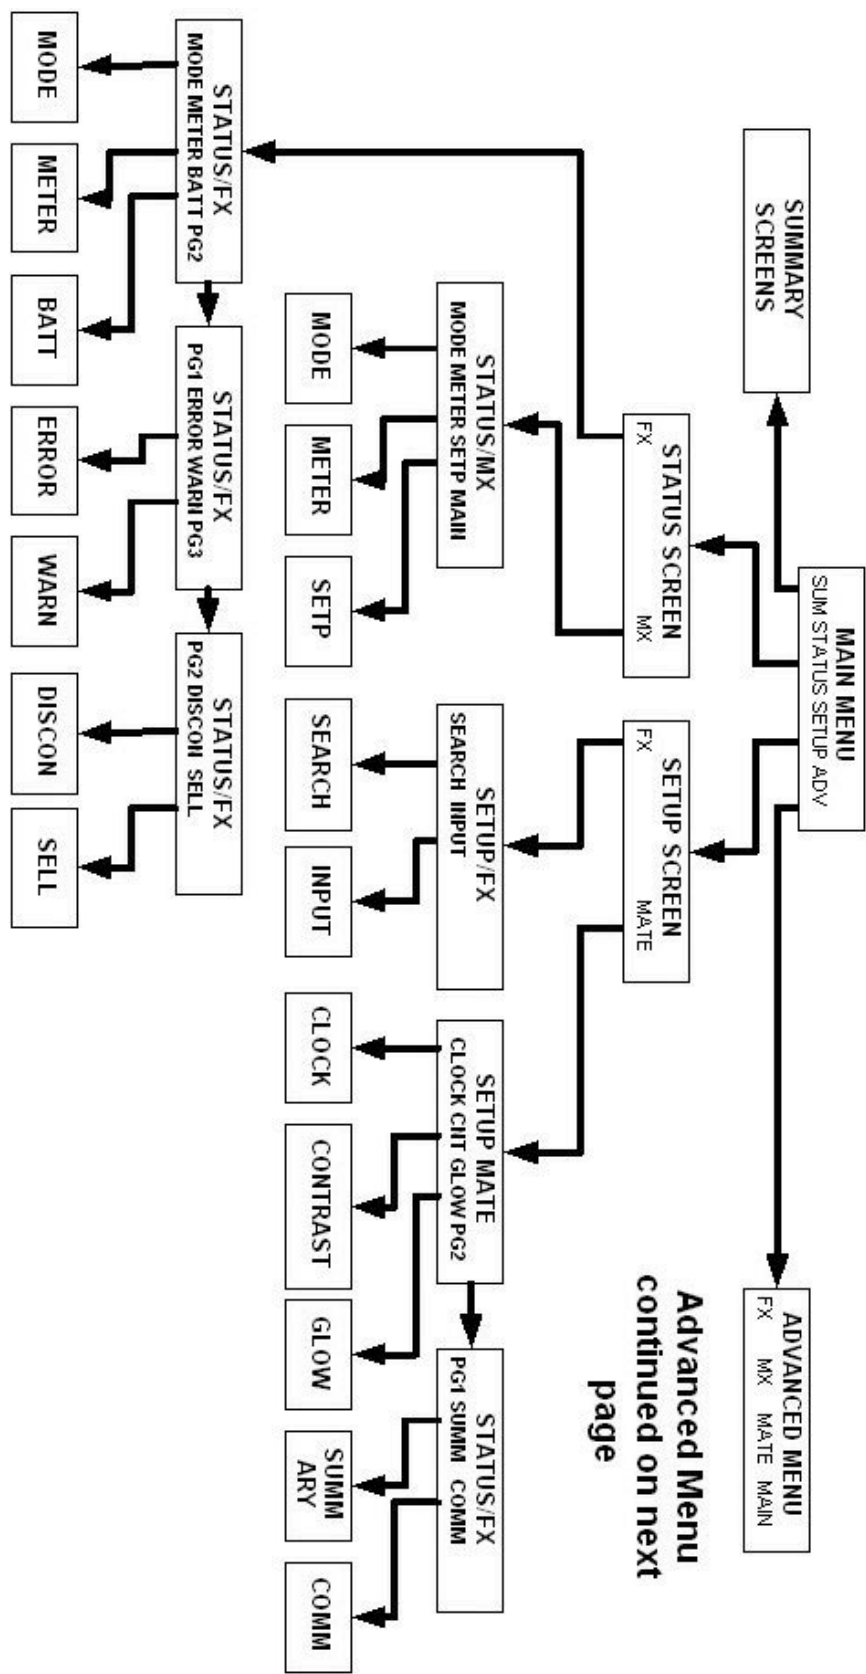 MAIN MENU
SUM STATUS SETUP ADV
SUMMARY
SCREENS
ADVANCED MENU
FX MX MATE MAIN
STATUS SCREEN
FX MX
SETUP SCREEN
FX MATE
Advanced Menu
continued on next
page
STATUS/MX
MODE METER SETP MAIN
SETUP/FX
SEARCH INPUT
SETUP MATE
CLOCK CNT GLOW PG2
STATUS/FX
PG1 SUMM COMM
MODE
METER
SETP
SEARCH
INPUT
CLOCK
CONTRAST
GLOW
SUMM
ARY
COMM
STATUS/FX
MODE METER BATT PG2
STATUS/FX
PG1 ERROR WARN PG3
STATUS/FX
PG2 DISCON SELL
MODE
METER
BATT
ERROR
WARN
DISCON
SELL